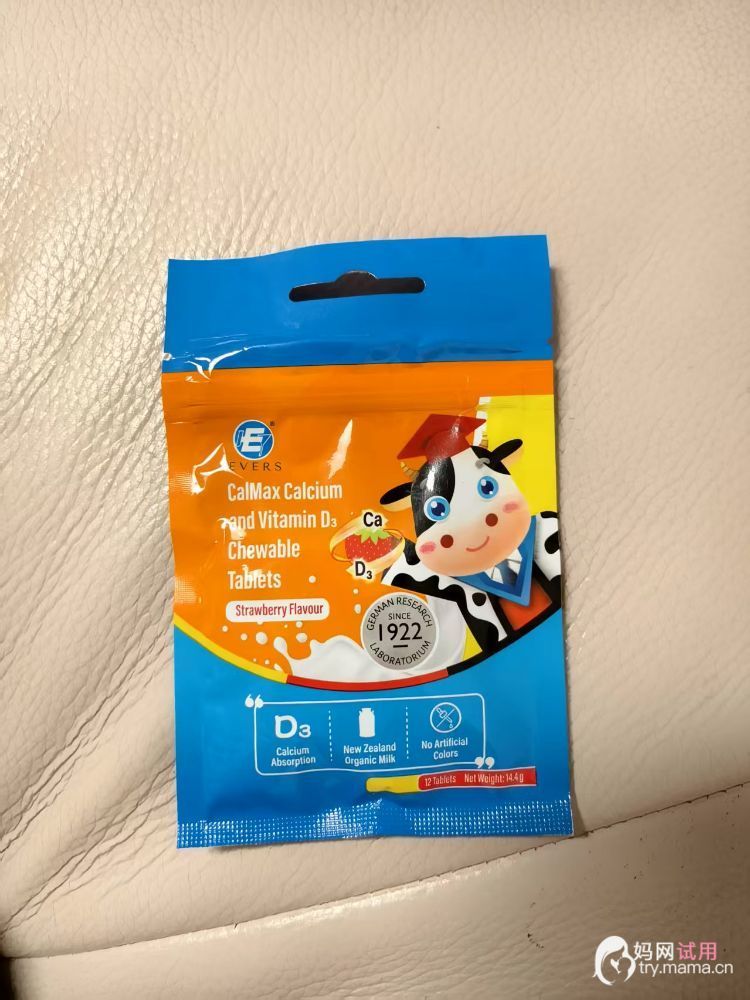 EVERS
CalMax Calcium
and Vitamin D₃
Chewable
Tablets
Strawberry Flavour
Ca
D₃
GERMAN RESEARCH
SINCE
1922
LABORATORIUM
D₃
Calcium
Absorption
New Zealand
Organic Milk
No Artificial
Colors
12 Tablets Net Weight: 14.4g
妈网试用
try.mama.cn